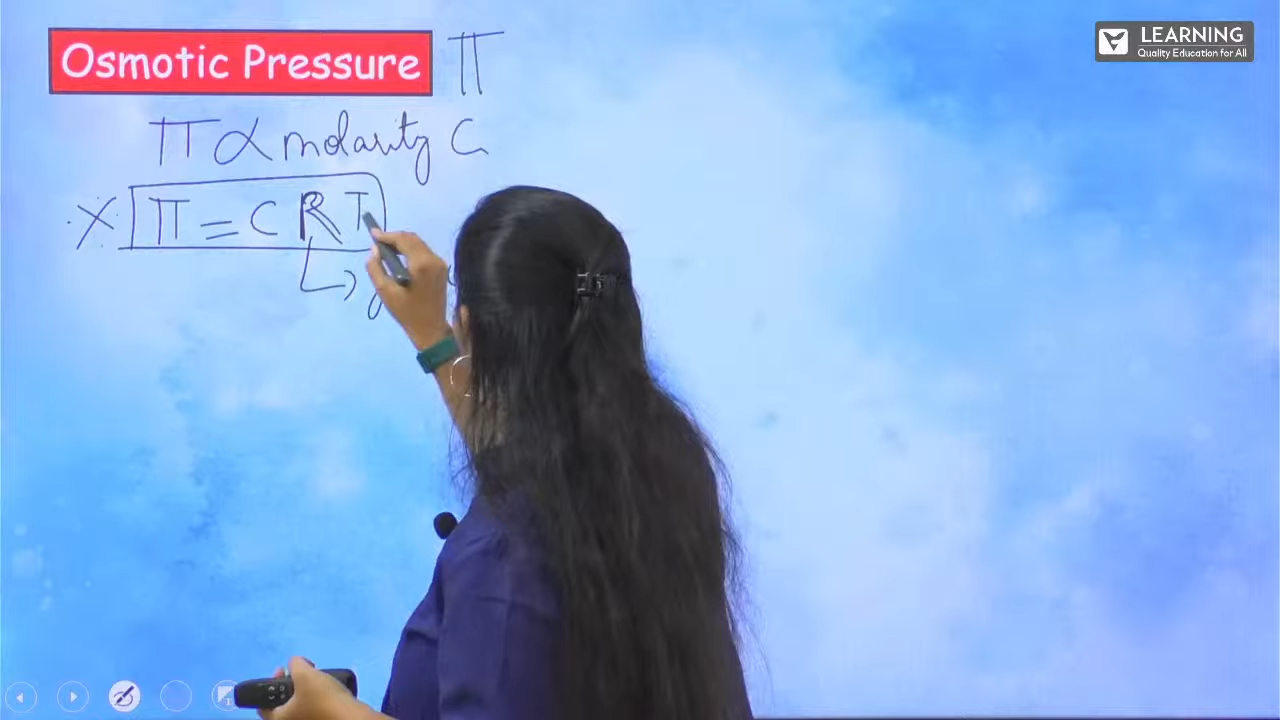 Osmotic Pressure π
π ∝ molarity C
π = C R T
LEARNING
Quality Education for All